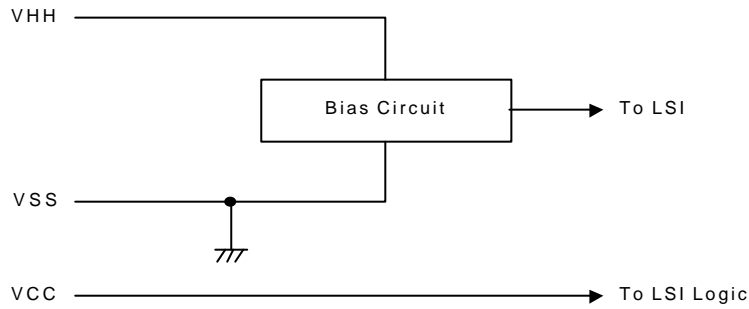 VHH
Bias Circuit
To LSI
VSS
VCC
To LSI Logic